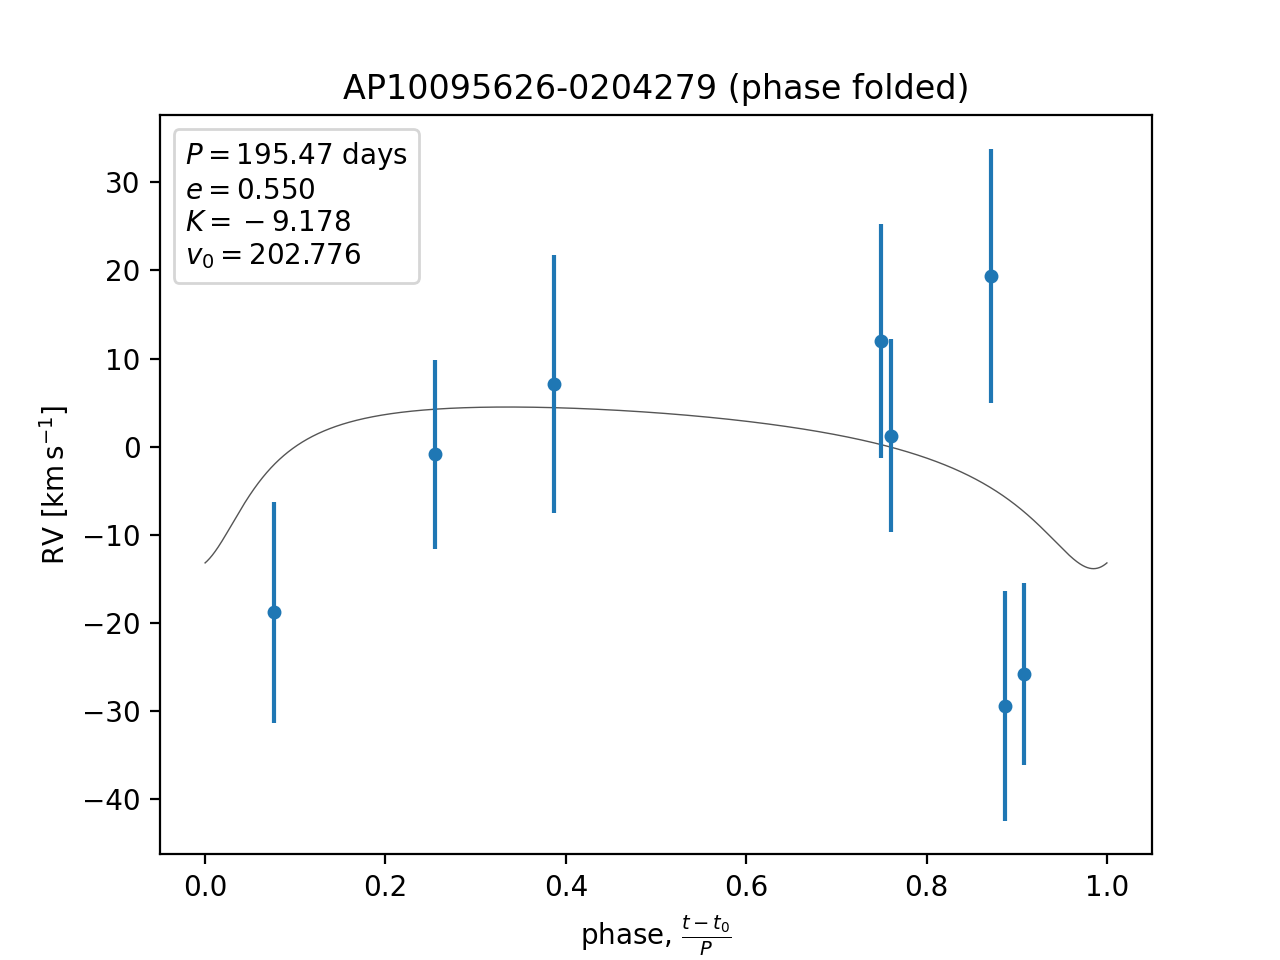 AP10095626-0204279 (phase folded)
P = 195.47 days
e = 0.550
K = −9.178
v₀ = 202.776
30
20
10
0
−10
−20
−30
−40
RV [km s⁻¹]
0.0 0.2 0.4 0.6 0.8 1.0
phase, (t − t₀)/P